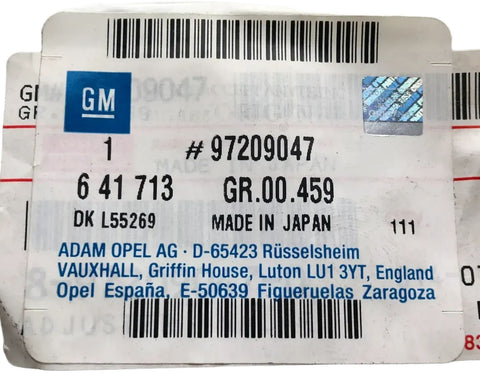 GM
1 # 97209047
6 41 713 GR.00.459
DK L55269 MADE IN JAPAN 111
ADAM OPEL AG · D-65423 Rüsselsheim
VAUXHALL, Griffin House, Luton LU1 3YT, England
Opel España, E-50639 Figueruelas Zaragoza
ADJUS